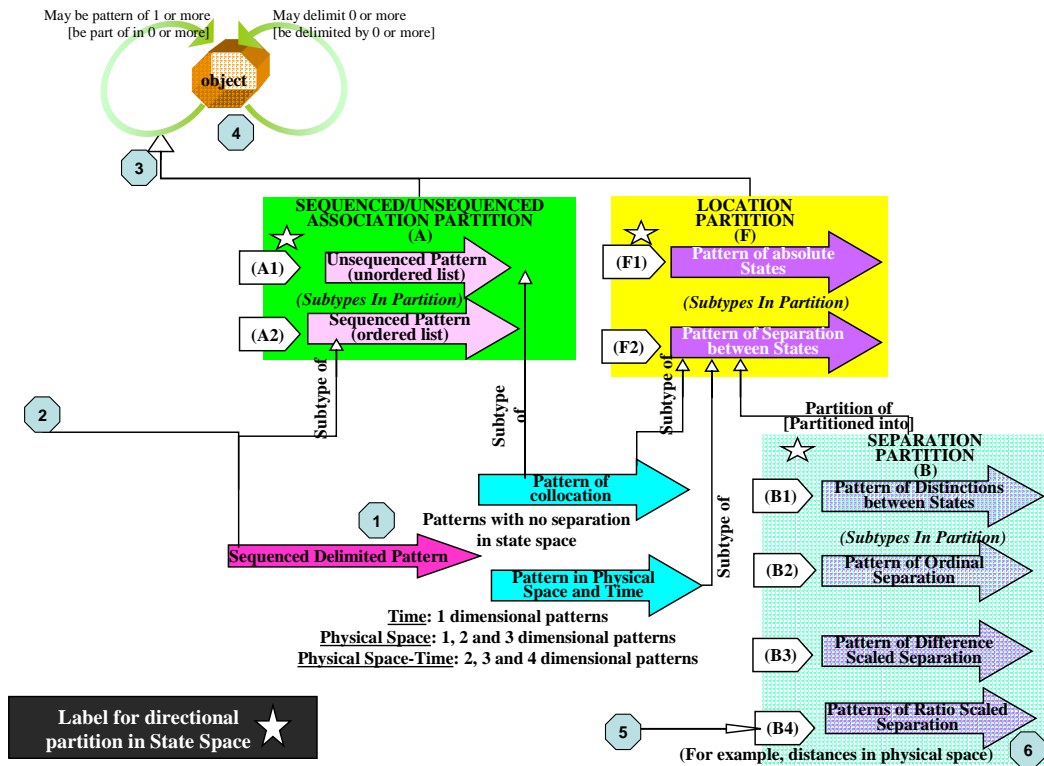 May be pattern of 1 or more
[be part of in 0 or more]
May delimit 0 or more
[be delimited by 0 or more]
object
4
3
SEQUENCED/UNSEQUENCED
ASSOCIATION PARTITION
(A)
(A1)
Unsequenced Pattern
(unordered list)
(Subtypes In Partition)
(A2)
Sequenced Pattern
(ordered list)
LOCATION
PARTITION
(F)
(F1)
Pattern of absolute
States
(Subtypes In Partition)
(F2)
Pattern of Separation
between States
2
Subtype of
Subtype
of
Subtype of
Subtype of
Partition of
[Partitioned into]
SEPARATION
PARTITION
(B)
(B1)
Pattern of Distinctions
between States
(Subtypes In Partition)
(B2)
Pattern of Ordinal
Separation
(B3)
Pattern of Difference
Scaled Separation
(B4)
Patterns of Ratio Scaled
Separation
(For example, distances in physical space)
5
6
Pattern of
collocation
Patterns with no separation
in state space
1
Sequenced Delimited Pattern
Pattern in Physical
Space and Time
Time: 1 dimensional patterns
Physical Space: 1, 2 and 3 dimensional patterns
Physical Space-Time: 2, 3 and 4 dimensional patterns
Label for directional
partition in State Space